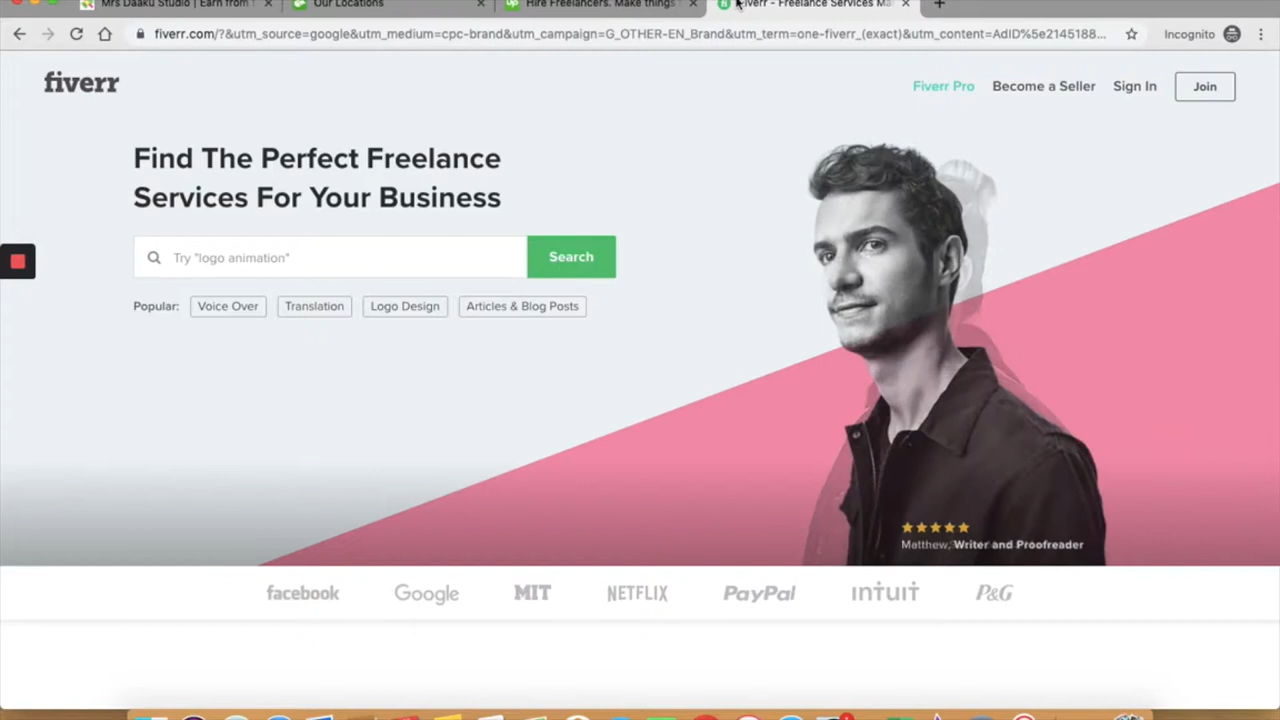 Mrs Daaku Studio | Earn from
Our Locations
Hire Freelancers. Make things
Fiverr - Freelance Services Ma
fiverr.com/?&utm_source=google&utm_medium=cpc-brand&utm_campaign=G_OTHER-EN_Brand&utm_term=one-fiverr_(exact)&utm_content=AdID%5e2145188...
Incognito
fiverr
Fiverr Pro
Become a Seller
Sign In
Join
Find The Perfect Freelance
Services For Your Business
Try "logo animation"
Search
Popular:
Voice Over
Translation
Logo Design
Articles & Blog Posts
Matthew, Writer and Proofreader
facebook
Google
MIT
NETFLIX
PayPal
intuit
P&G